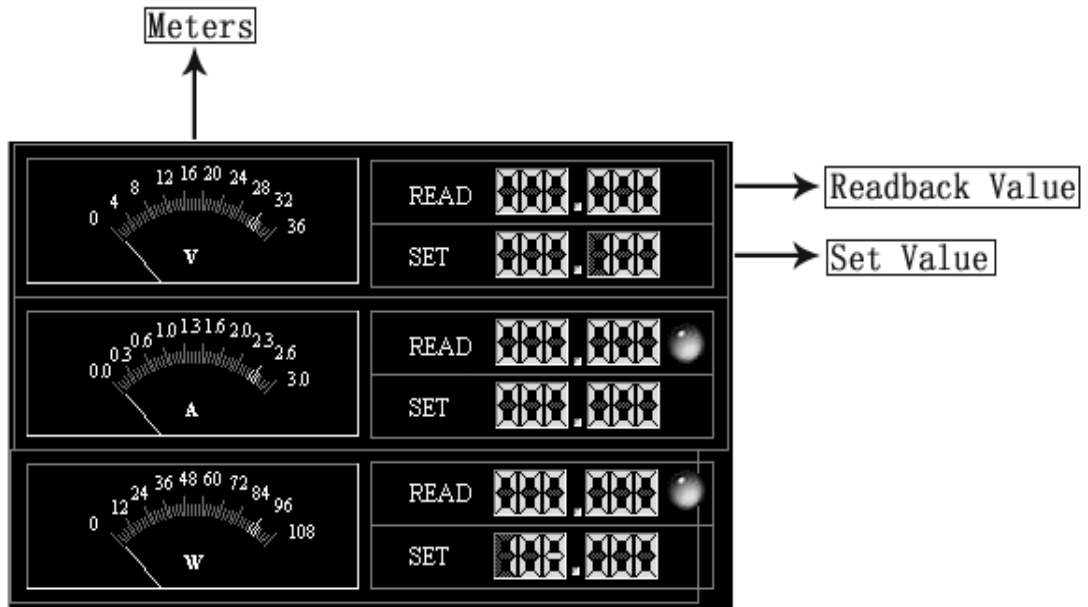 Meters
0 4 8 12 16 20 24 28 32 36
V
READ
SET
Readback Value
Set Value
0.0 0.3 0.6 1.0 1.3 1.6 2.0 2.3 2.6 3.0
A
READ
SET
0 12 24 36 48 60 72 84 96 108
W
READ
SET